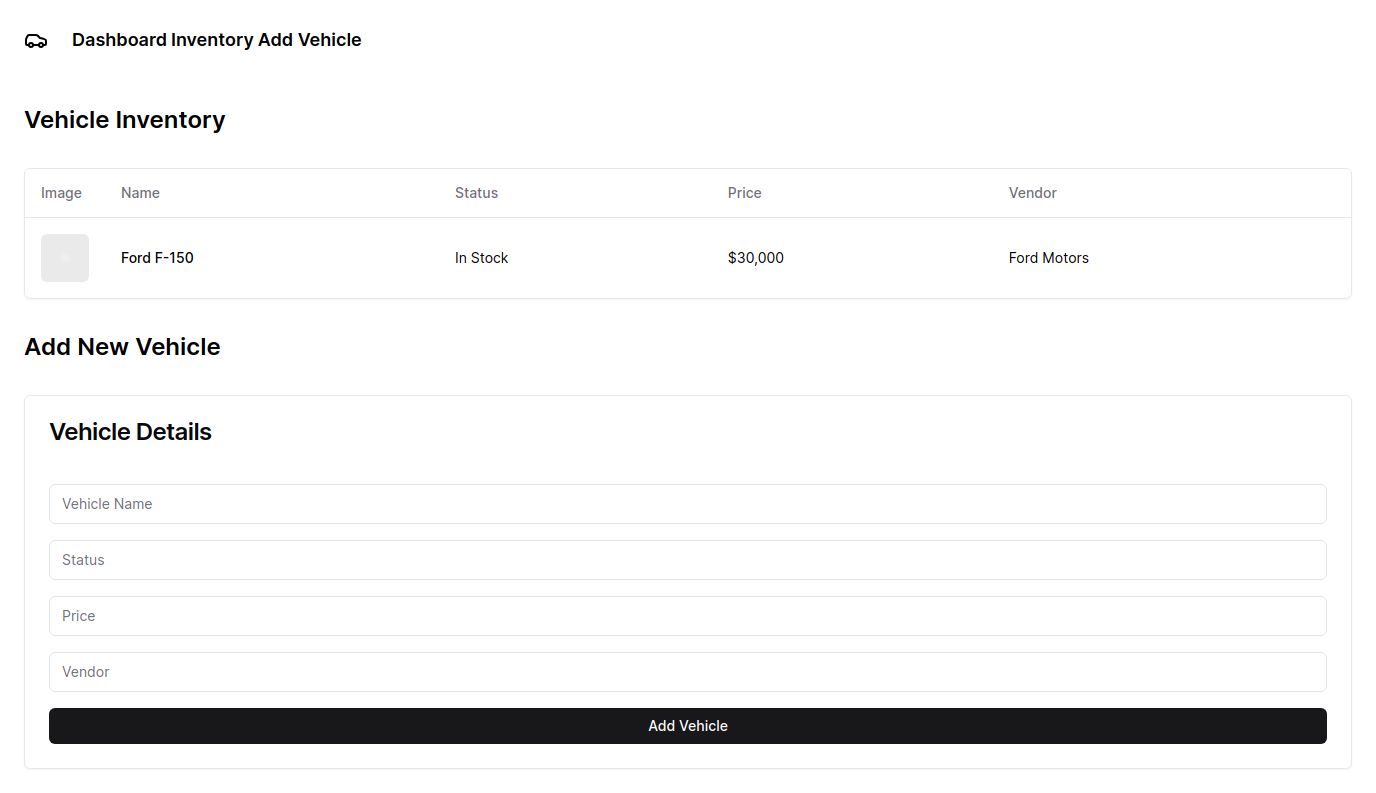 Dashboard Inventory Add Vehicle
Vehicle Inventory
Image Name Status Price Vendor
Ford F-150 In Stock $30,000 Ford Motors
Add New Vehicle
Vehicle Details
Vehicle Name
Status
Price
Vendor
Add Vehicle